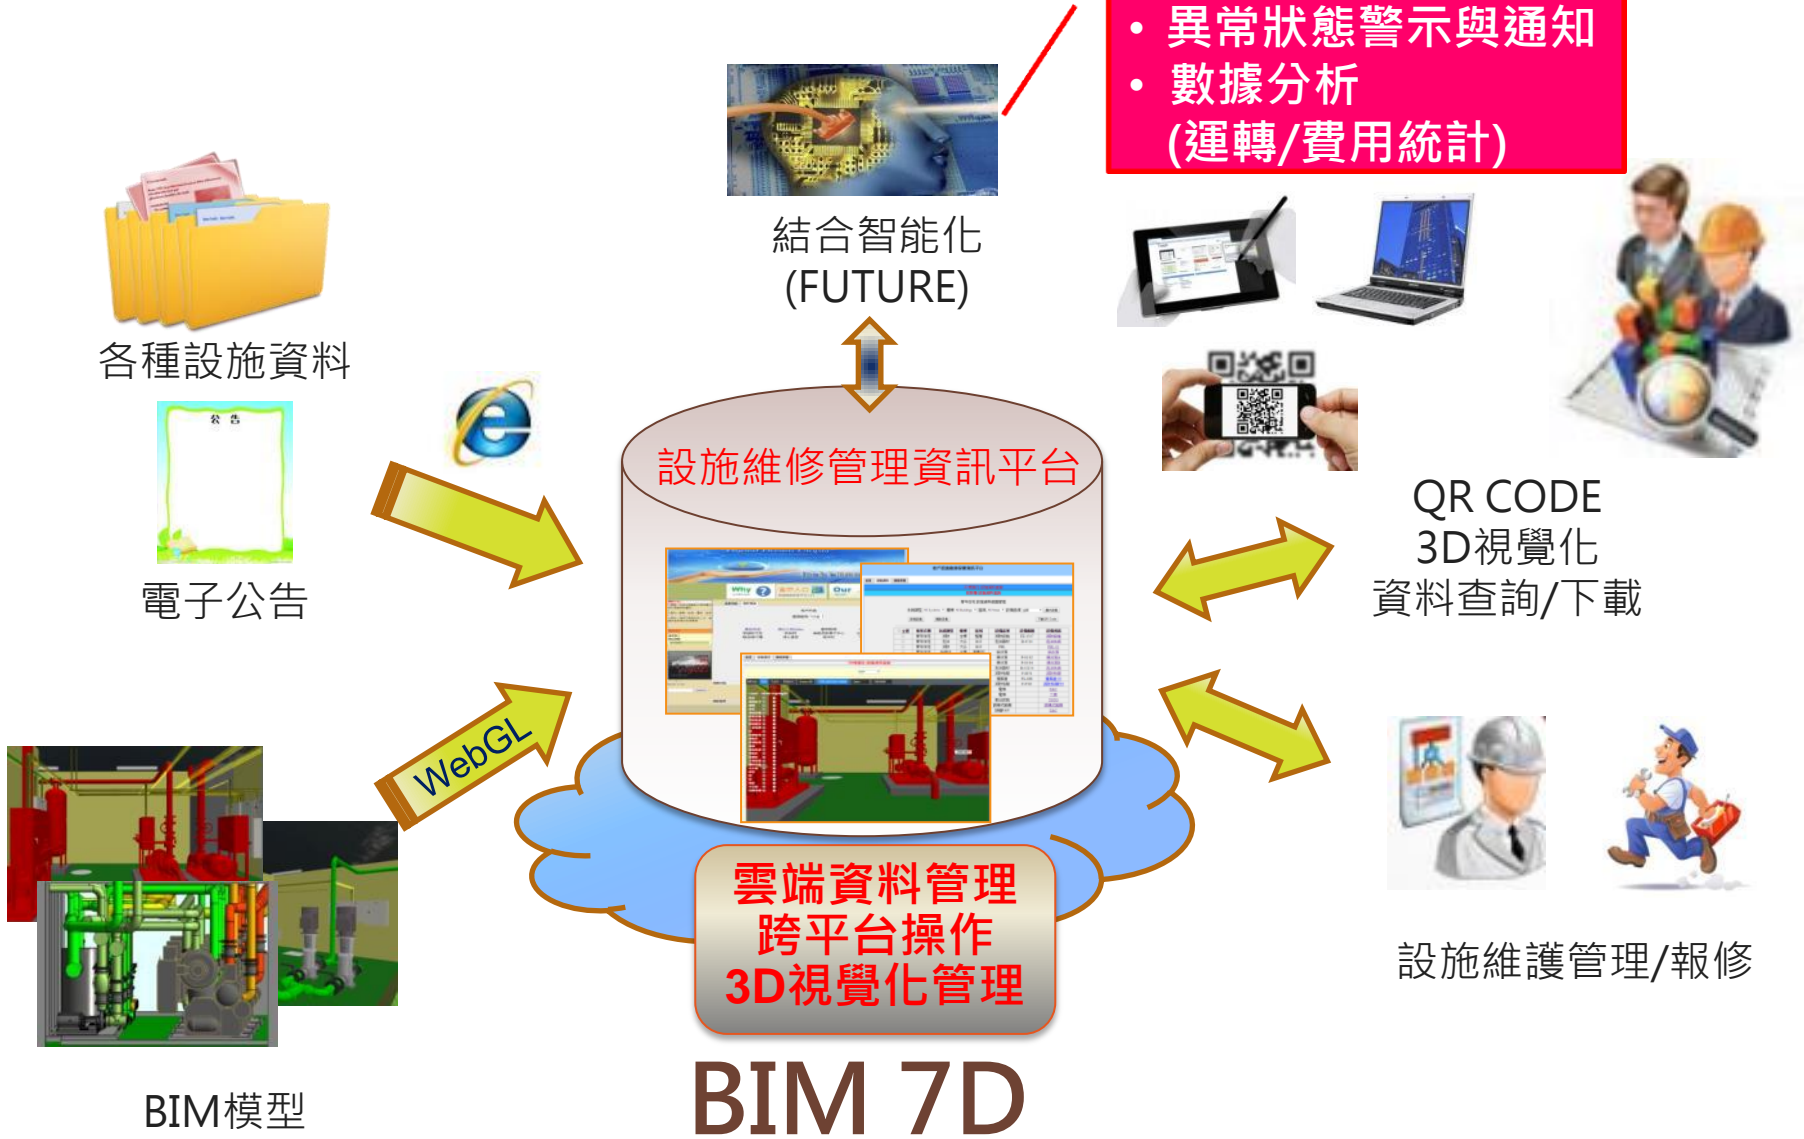 • 異常狀態警示與通知
• 數據分析
(運轉/費用統計)
結合智能化
(FUTURE)
各種設施資料
公 告
電子公告
設施維修管理資訊平台
Why
Our
QR CODE
3D視覺化
資料查詢/下載
WebGL
雲端資料管理
跨平台操作
3D視覺化管理
設施維護管理/報修
BIM模型
BIM 7D